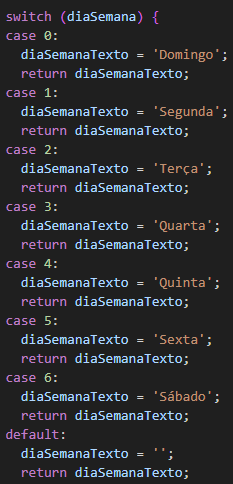 switch (diaSemana) {
case 0:
  diaSemanaTexto = 'Domingo';
  return diaSemanaTexto;
case 1:
  diaSemanaTexto = 'Segunda';
  return diaSemanaTexto;
case 2:
  diaSemanaTexto = 'Terça';
  return diaSemanaTexto;
case 3:
  diaSemanaTexto = 'Quarta';
  return diaSemanaTexto;
case 4:
  diaSemanaTexto = 'Quinta';
  return diaSemanaTexto;
case 5:
  diaSemanaTexto = 'Sexta';
  return diaSemanaTexto;
case 6:
  diaSemanaTexto = 'Sábado';
  return diaSemanaTexto;
default:
  diaSemanaTexto = '';
  return diaSemanaTexto;